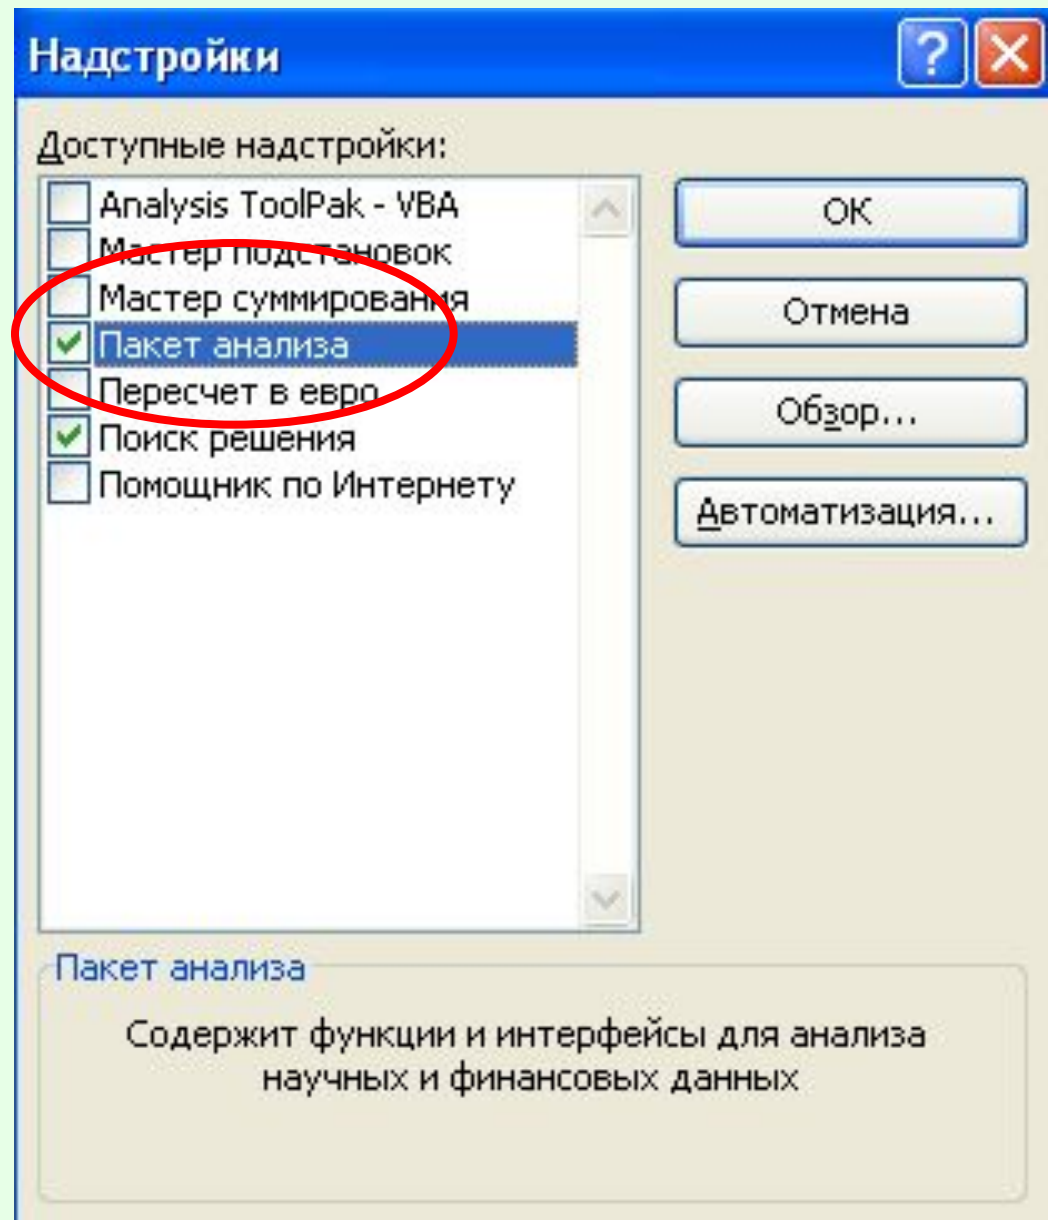 Надстройки
?
Доступные надстройки:
Analysis ToolPak - VBA
Мастер подстановок
Мастер суммирования
Пакет анализа
Пересчет в евро
Поиск решения
Помощник по Интернету
ОК
Отмена
Обзор...
Автоматизация...
Пакет анализа
Содержит функции и интерфейсы для анализа
научных и финансовых данных